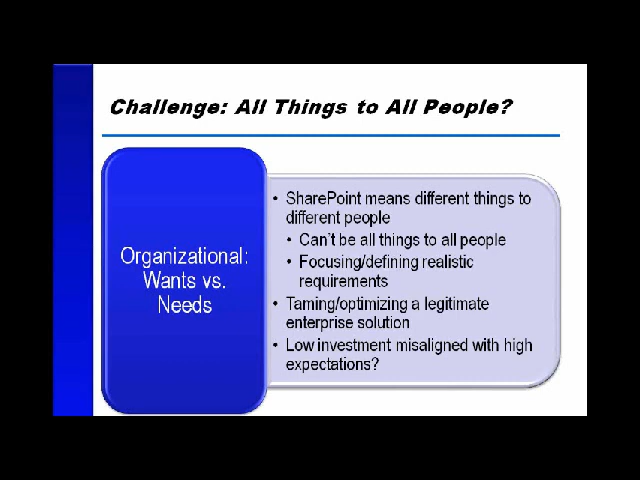 Challenge: All Things to All People?
Organizational:
Wants vs.
Needs
• SharePoint means different things to
different people
• Can't be all things to all people
• Focusing/defining realistic
requirements
• Taming/optimizing a legitimate
enterprise solution
• Low investment misaligned with high
expectations?